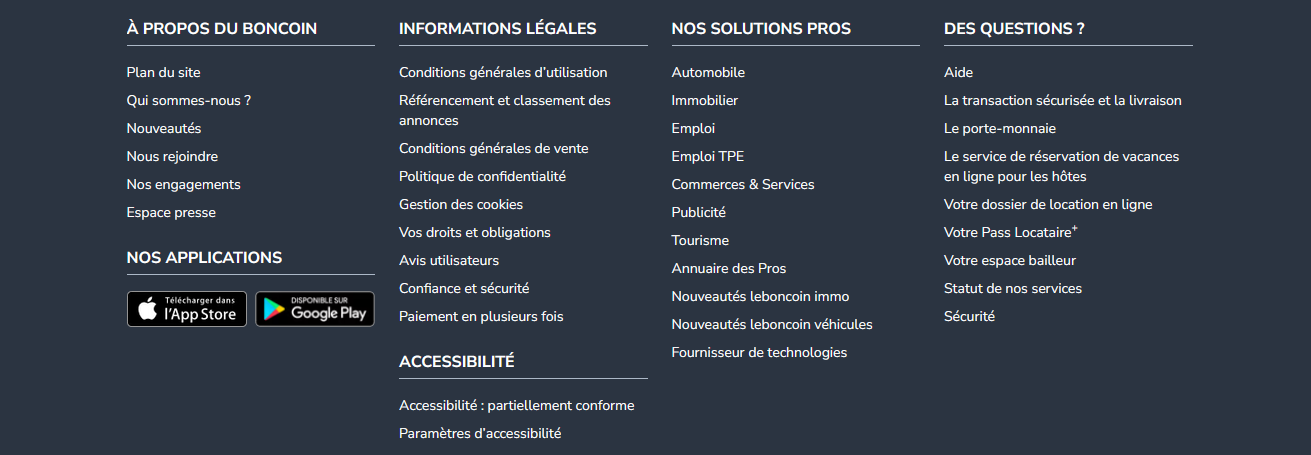 À PROPOS DU BONCOIN
Plan du site
Qui sommes-nous ?
Nouveautés
Nous rejoindre
Nos engagements
Espace presse
NOS APPLICATIONS
Télécharger dans
l'App Store
DISPONIBLE SUR
Google Play
INFORMATIONS LÉGALES
Conditions générales d'utilisation
Référencement et classement des
annonces
Conditions générales de vente
Politique de confidentialité
Gestion des cookies
Vos droits et obligations
Avis utilisateurs
Confiance et sécurité
Paiement en plusieurs fois
ACCESSIBILITÉ
Accessibilité : partiellement conforme
Paramètres d'accessibilité
NOS SOLUTIONS PROS
Automobile
Immobilier
Emploi
Emploi TPE
Commerces & Services
Publicité
Tourisme
Annuaire des Pros
Nouveautés leboncoin immo
Nouveautés leboncoin véhicules
Fournisseur de technologies
DES QUESTIONS ?
Aide
La transaction sécurisée et la livraison
Le porte-monnaie
Le service de réservation de vacances
en ligne pour les hôtes
Votre dossier de location en ligne
Votre Pass Locataire⁺
Votre espace bailleur
Statut de nos services
Sécurité